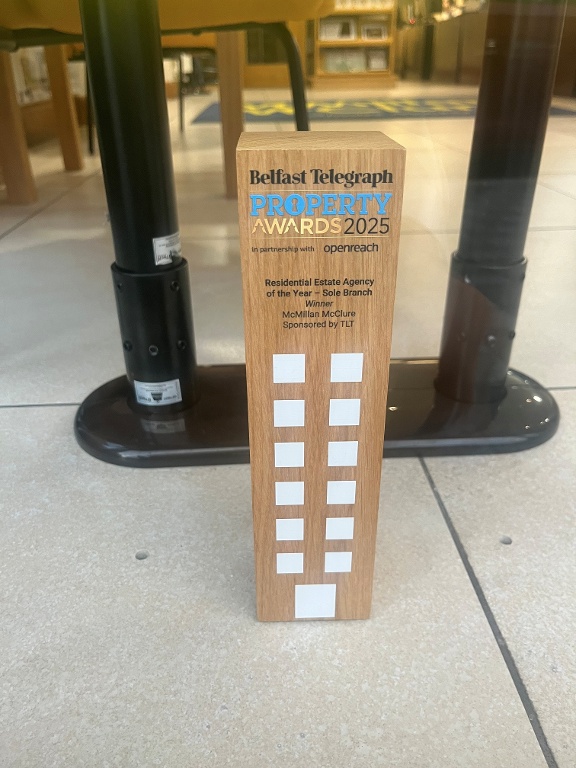 Belfast Telegraph
PROPERTY
AWARDS 2025
in partnership with openreach
Residential Estate Agency
of the Year – Sole Branch
Winner
McMillan McClure
Sponsored by TLT